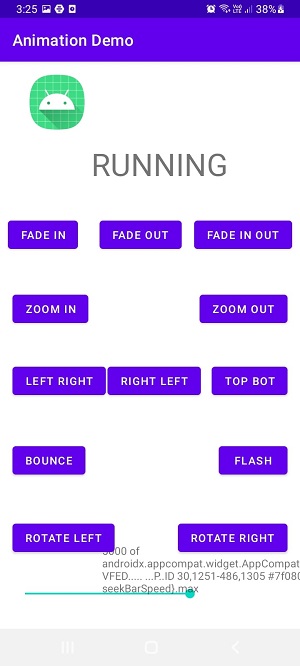 3:25 38%
Animation Demo
RUNNING
FADE IN FADE OUT FADE IN OUT
ZOOM IN ZOOM OUT
LEFT RIGHT RIGHT LEFT TOP BOT
BOUNCE FLASH
ROTATE LEFT ROTATE RIGHT
of
androidx.appcompat.widget.AppCompat
VFED..... ...P..ID 30,1251-486,1305 #7f080
seekBarSpeed}.max